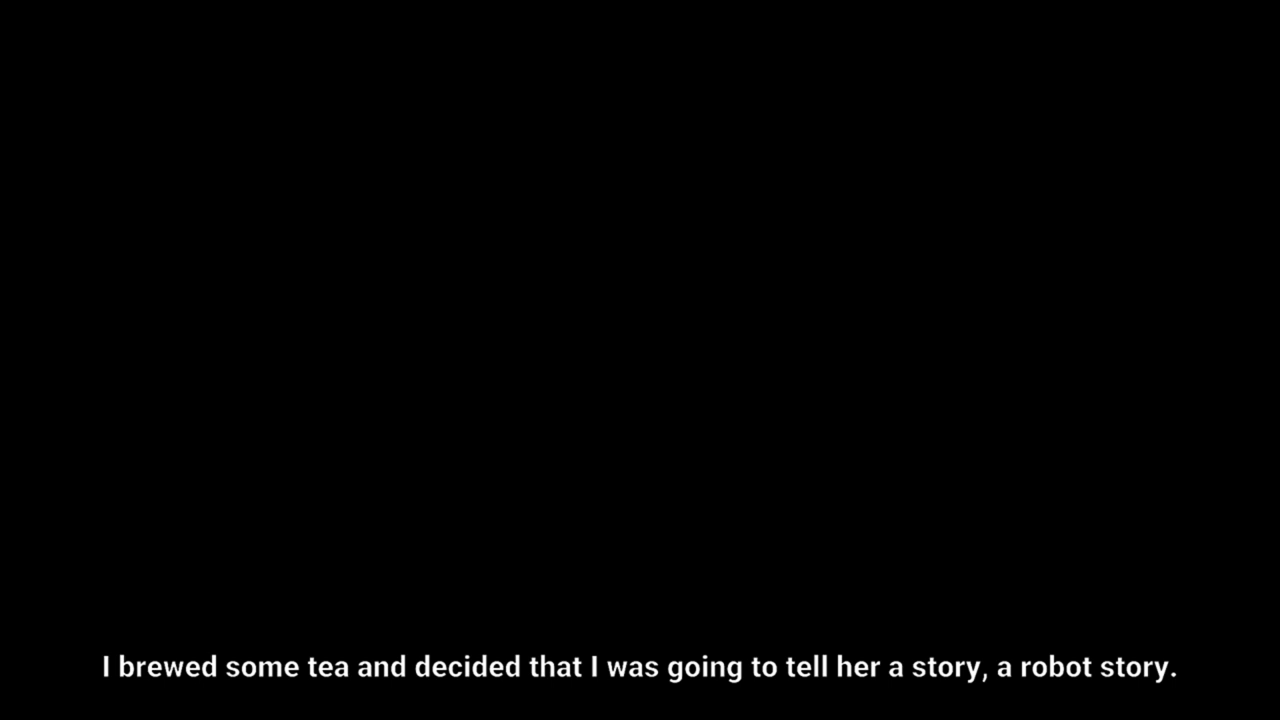 I brewed some tea and decided that I was going to tell her a story, a robot story.